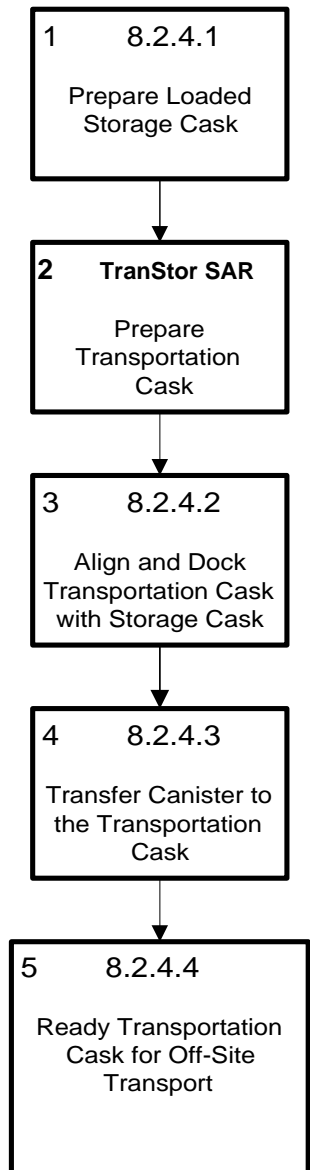 1 8.2.4.1
Prepare Loaded
Storage Cask
2 TranStor SAR
Prepare
Transportation
Cask
3 8.2.4.2
Align and Dock
Transportation Cask
with Storage Cask
4 8.2.4.3
Transfer Canister to
the Transportation
Cask
5 8.2.4.4
Ready Transportation
Cask for Off-Site
Transport